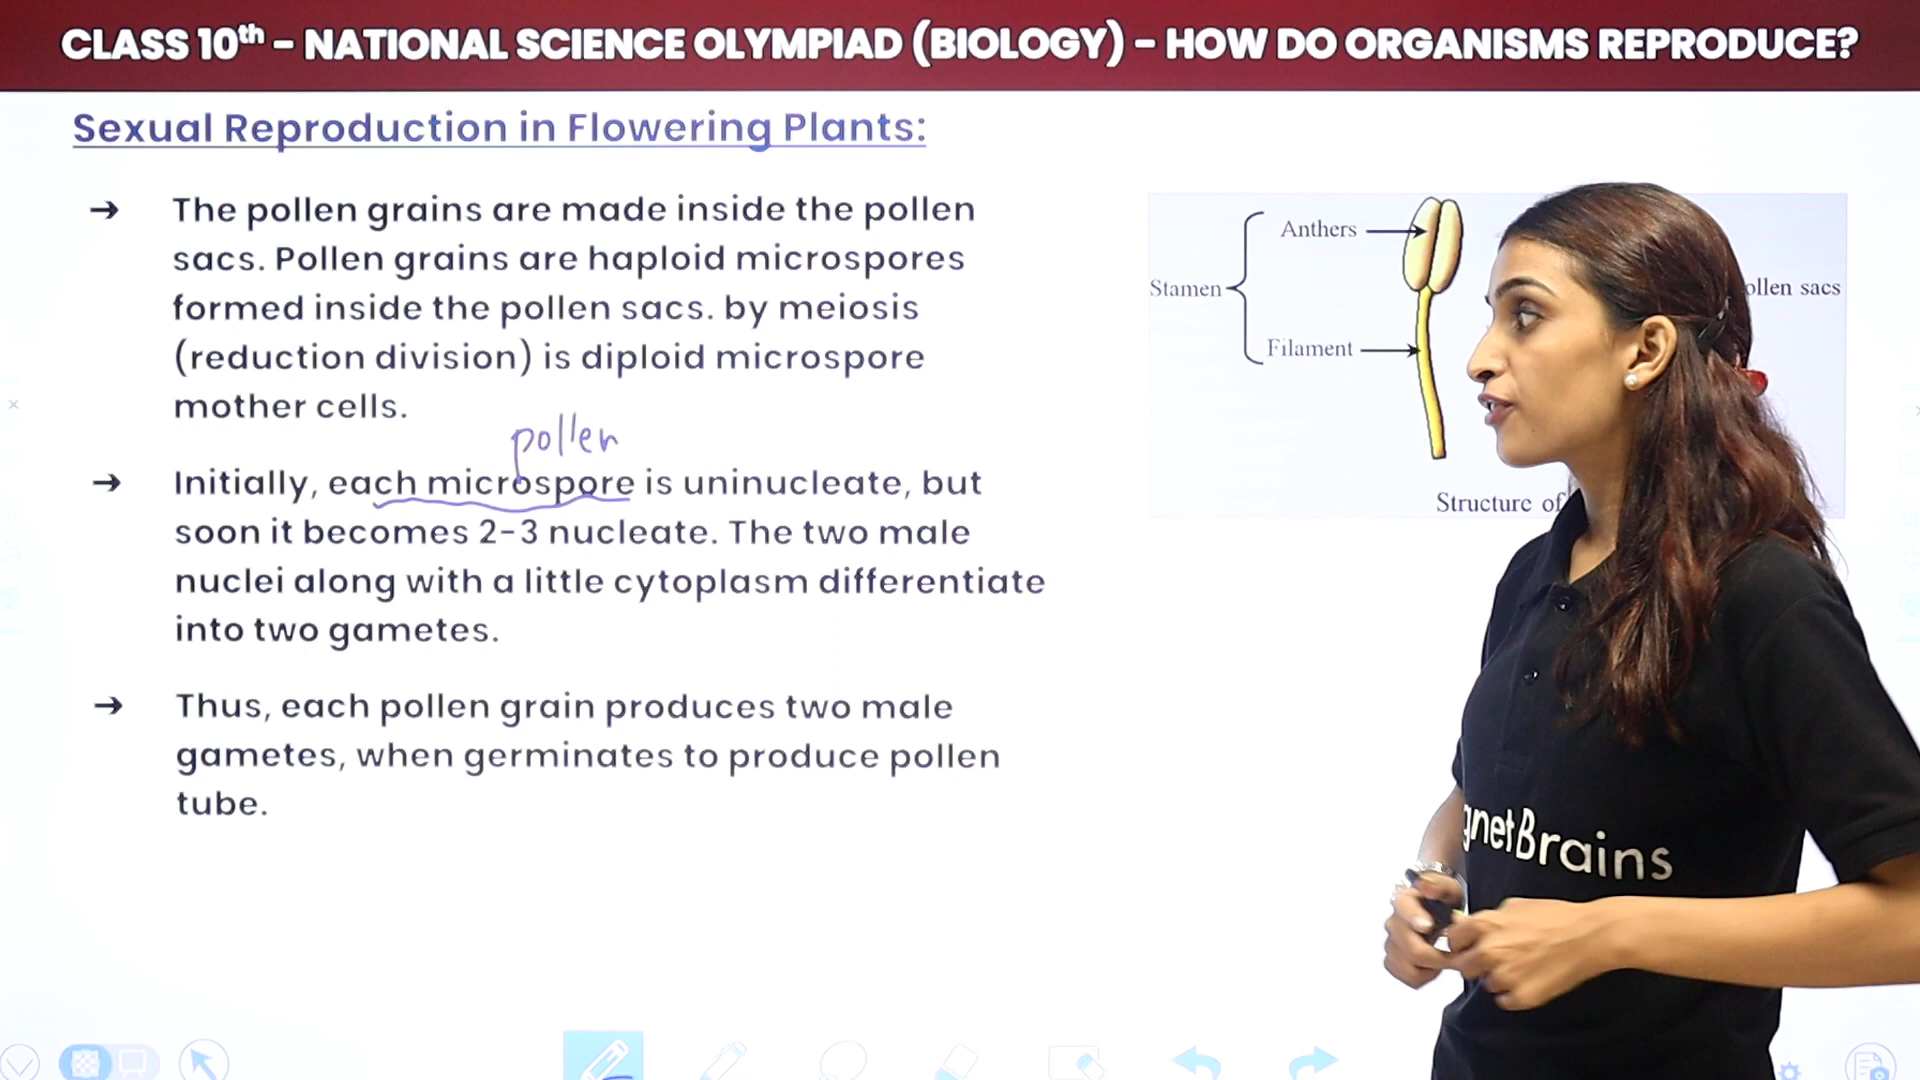 CLASS 10th – NATIONAL SCIENCE OLYMPIAD (BIOLOGY) – HOW DO ORGANISMS REPRODUCE?
Sexual Reproduction in Flowering Plants:
➔ The pollen grains are made inside the pollen
sacs. Pollen grains are haploid microspores
formed inside the pollen sacs. by meiosis
(reduction division) is diploid microspore
mother cells.
pollen
➔ Initially, each microspore is uninucleate, but
soon it becomes 2-3 nucleate. The two male
nuclei along with a little cytoplasm differentiate
into two gametes.
➔ Thus, each pollen grain produces two male
gametes, when germinates to produce pollen
tube.
Anthers
Stamen
ollen sacs
Filament
Structure of
gnetBrains